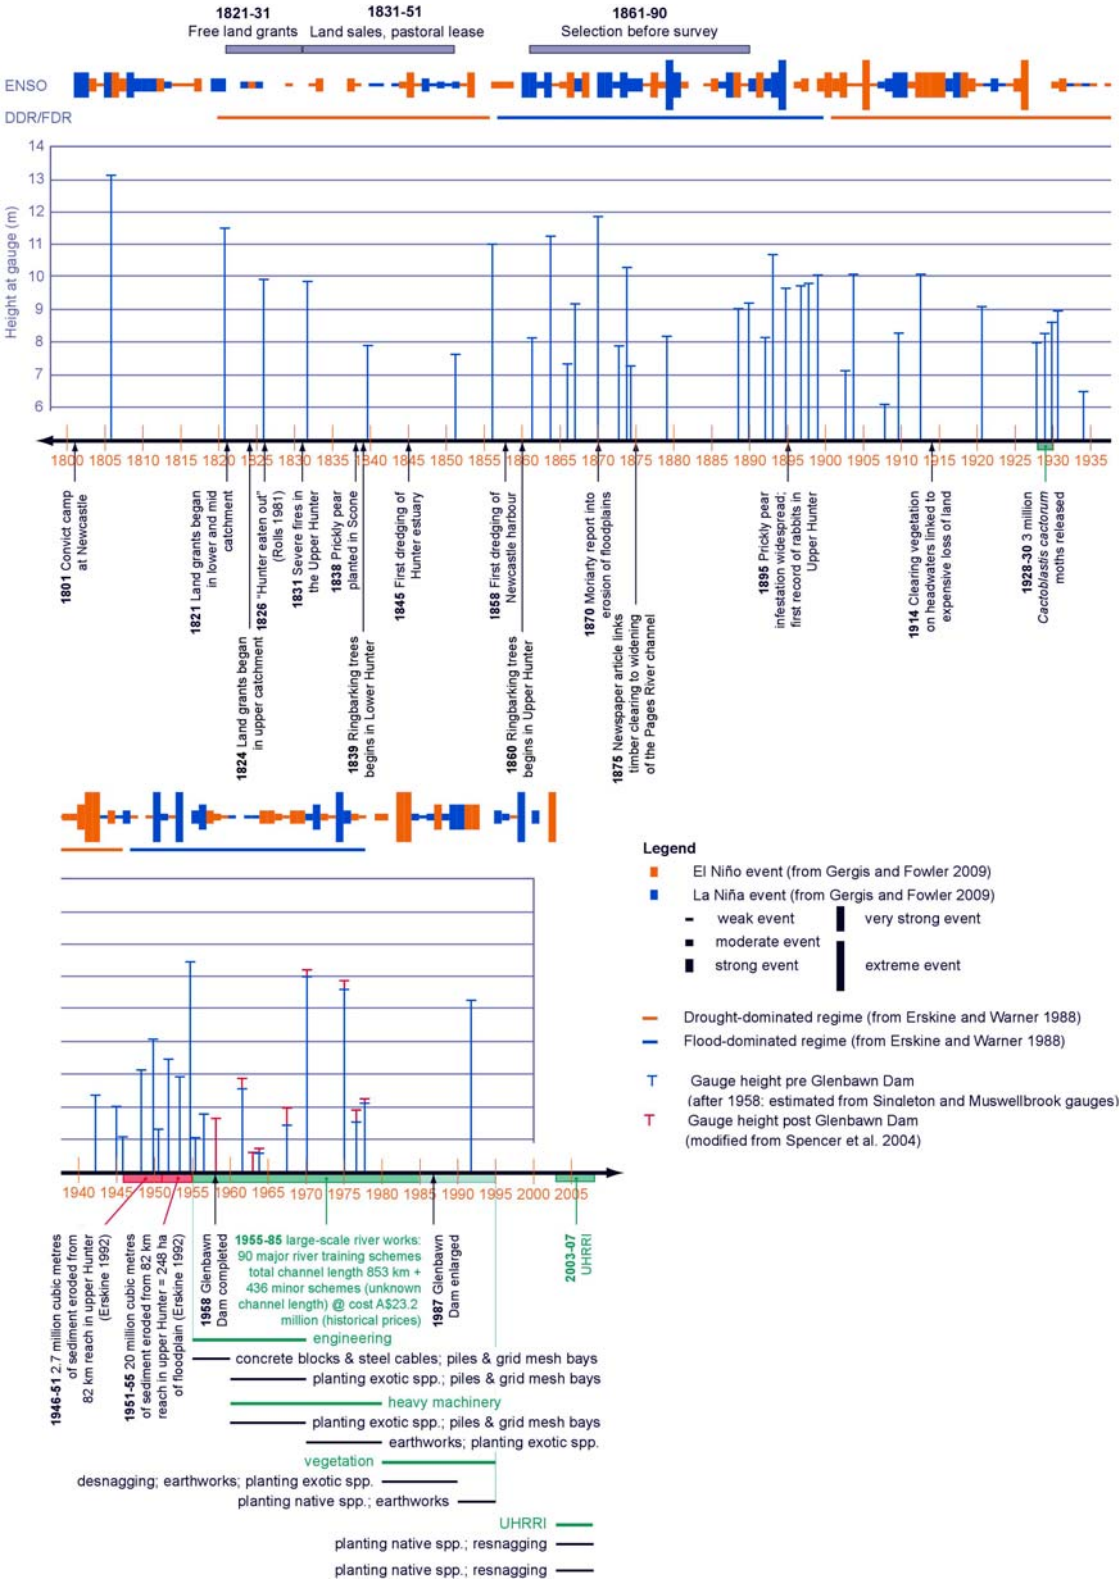 1821-31
Free land grants
1831-51
Land sales, pastoral lease
1861-90
Selection before survey
ENSO
DDR/FDR
Height at gauge (m)
14
13
12
11
10
9
8
7
6
1800 1805 1810 1815 1820 1825 1830 1835 1840 1845 1850 1855 1860 1865 1870 1875 1880 1885 1890 1895 1900 1905 1910 1915 1920 1925 1930 1935
1801 Convict camp
at Newcastle
1821 Land grants began
in lower and mid
catchment
1824 Land grants began
in upper catchment
1826 "Hunter eaten out"
(Rolls 1981)
1831 Severe fires in
the Upper Hunter
1838 Prickly pear
planted in Scone
1839 Ringbarking trees
begins in Lower Hunter
1845 First dredging of
Hunter estuary
1858 First dredging of
Newcastle harbour
1860 Ringbarking trees
begins in Upper Hunter
1870 Moriarty report into
erosion of floodplains
1875 Newspaper article links
timber clearing to widening
of the Pages River channel
1895 Prickly pear
infestation widespread;
first record of rabbits in
Upper Hunter
1914 Clearing vegetation
on headwaters linked to
expensive loss of land
1928-30 3 million
Cactoblastis cactorum
moths released
Legend
El Niño event (from Gergis and Fowler 2009)
La Niña event (from Gergis and Fowler 2009)
weak event
very strong event
moderate event
strong event
extreme event
Drought-dominated regime (from Erskine and Warner 1988)
Flood-dominated regime (from Erskine and Warner 1988)
Gauge height pre Glenbawn Dam
(after 1958: estimated from Singleton and Muswellbrook gauges)
Gauge height post Glenbawn Dam
(modified from Spencer et al. 2004)
1940 1945 1950 1955 1960 1965 1970 1975 1980 1985 1990 1995 2000 2005
1946-51 2.7 million cubic metres
of sediment eroded from
82 km reach in upper Hunter
(Erskine 1992)
1951-55 20 million cubic metres
of sediment eroded from 82 km
reach in upper Hunter = 248 ha
of floodplain (Erskine 1992)
1958 Glenbawn
Dam completed
1955-85 large-scale river works:
90 major river training schemes
total channel length 853 km +
436 minor schemes (unknown
channel length) @ cost A$23.2
million (historical prices)
1987 Glenbawn
Dam enlarged
2003-07
UHRRI
engineering
concrete blocks & steel cables; piles & grid mesh bays
planting exotic spp.; piles & grid mesh bays
heavy machinery
planting exotic spp.; piles & grid mesh bays
earthworks; planting exotic spp.
vegetation
desnagging; earthworks; planting exotic spp.
planting native spp.; earthworks
UHRRI
planting native spp.; resnagging
planting native spp.; resnagging